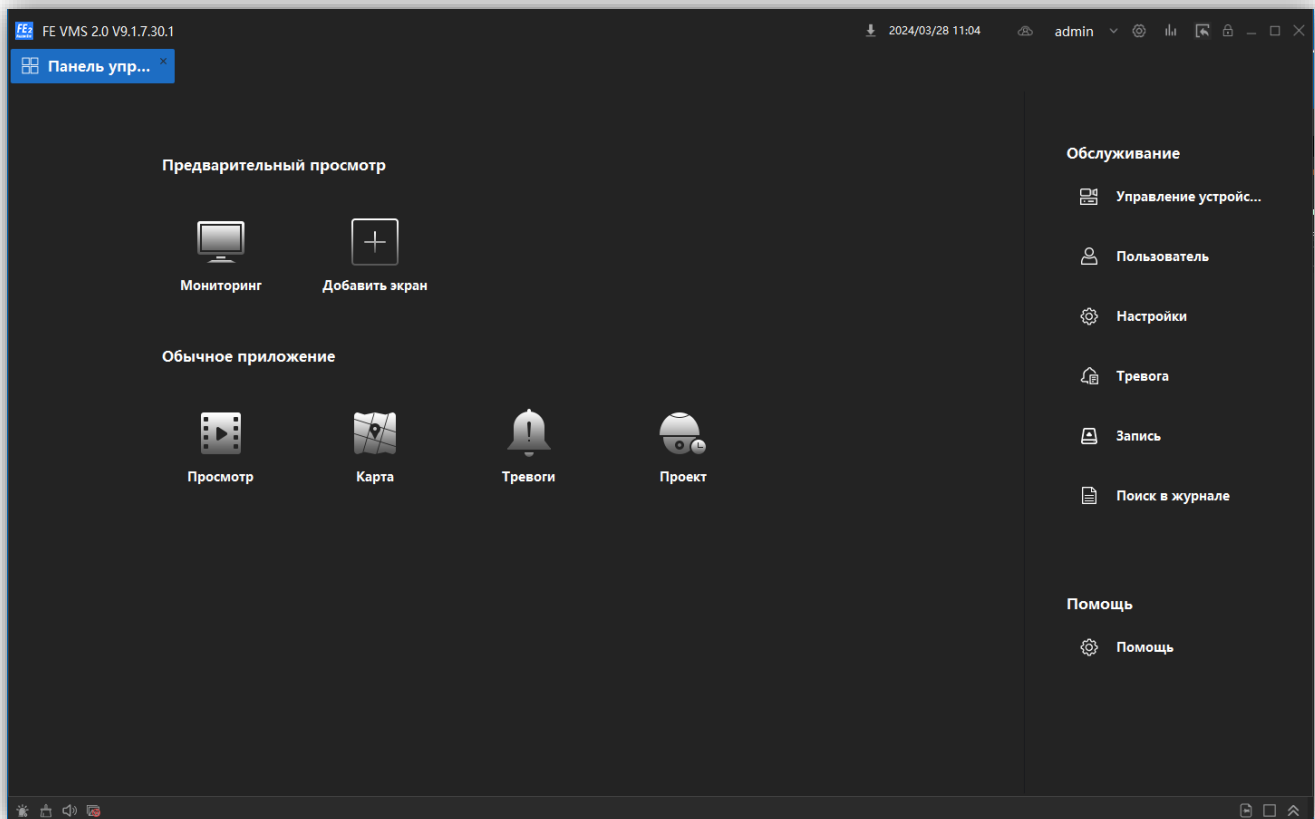 FE VMS 2.0 V9.1.7.30.1
2024/03/28 11:04
admin
Панель упр...
Предварительный просмотр
Мониторинг
Добавить экран
Обычное приложение
Просмотр
Карта
Тревоги
Проект
Обслуживание
Управление устройс...
Пользователь
Настройки
Тревога
Запись
Поиск в журнале
Помощь
Помощь